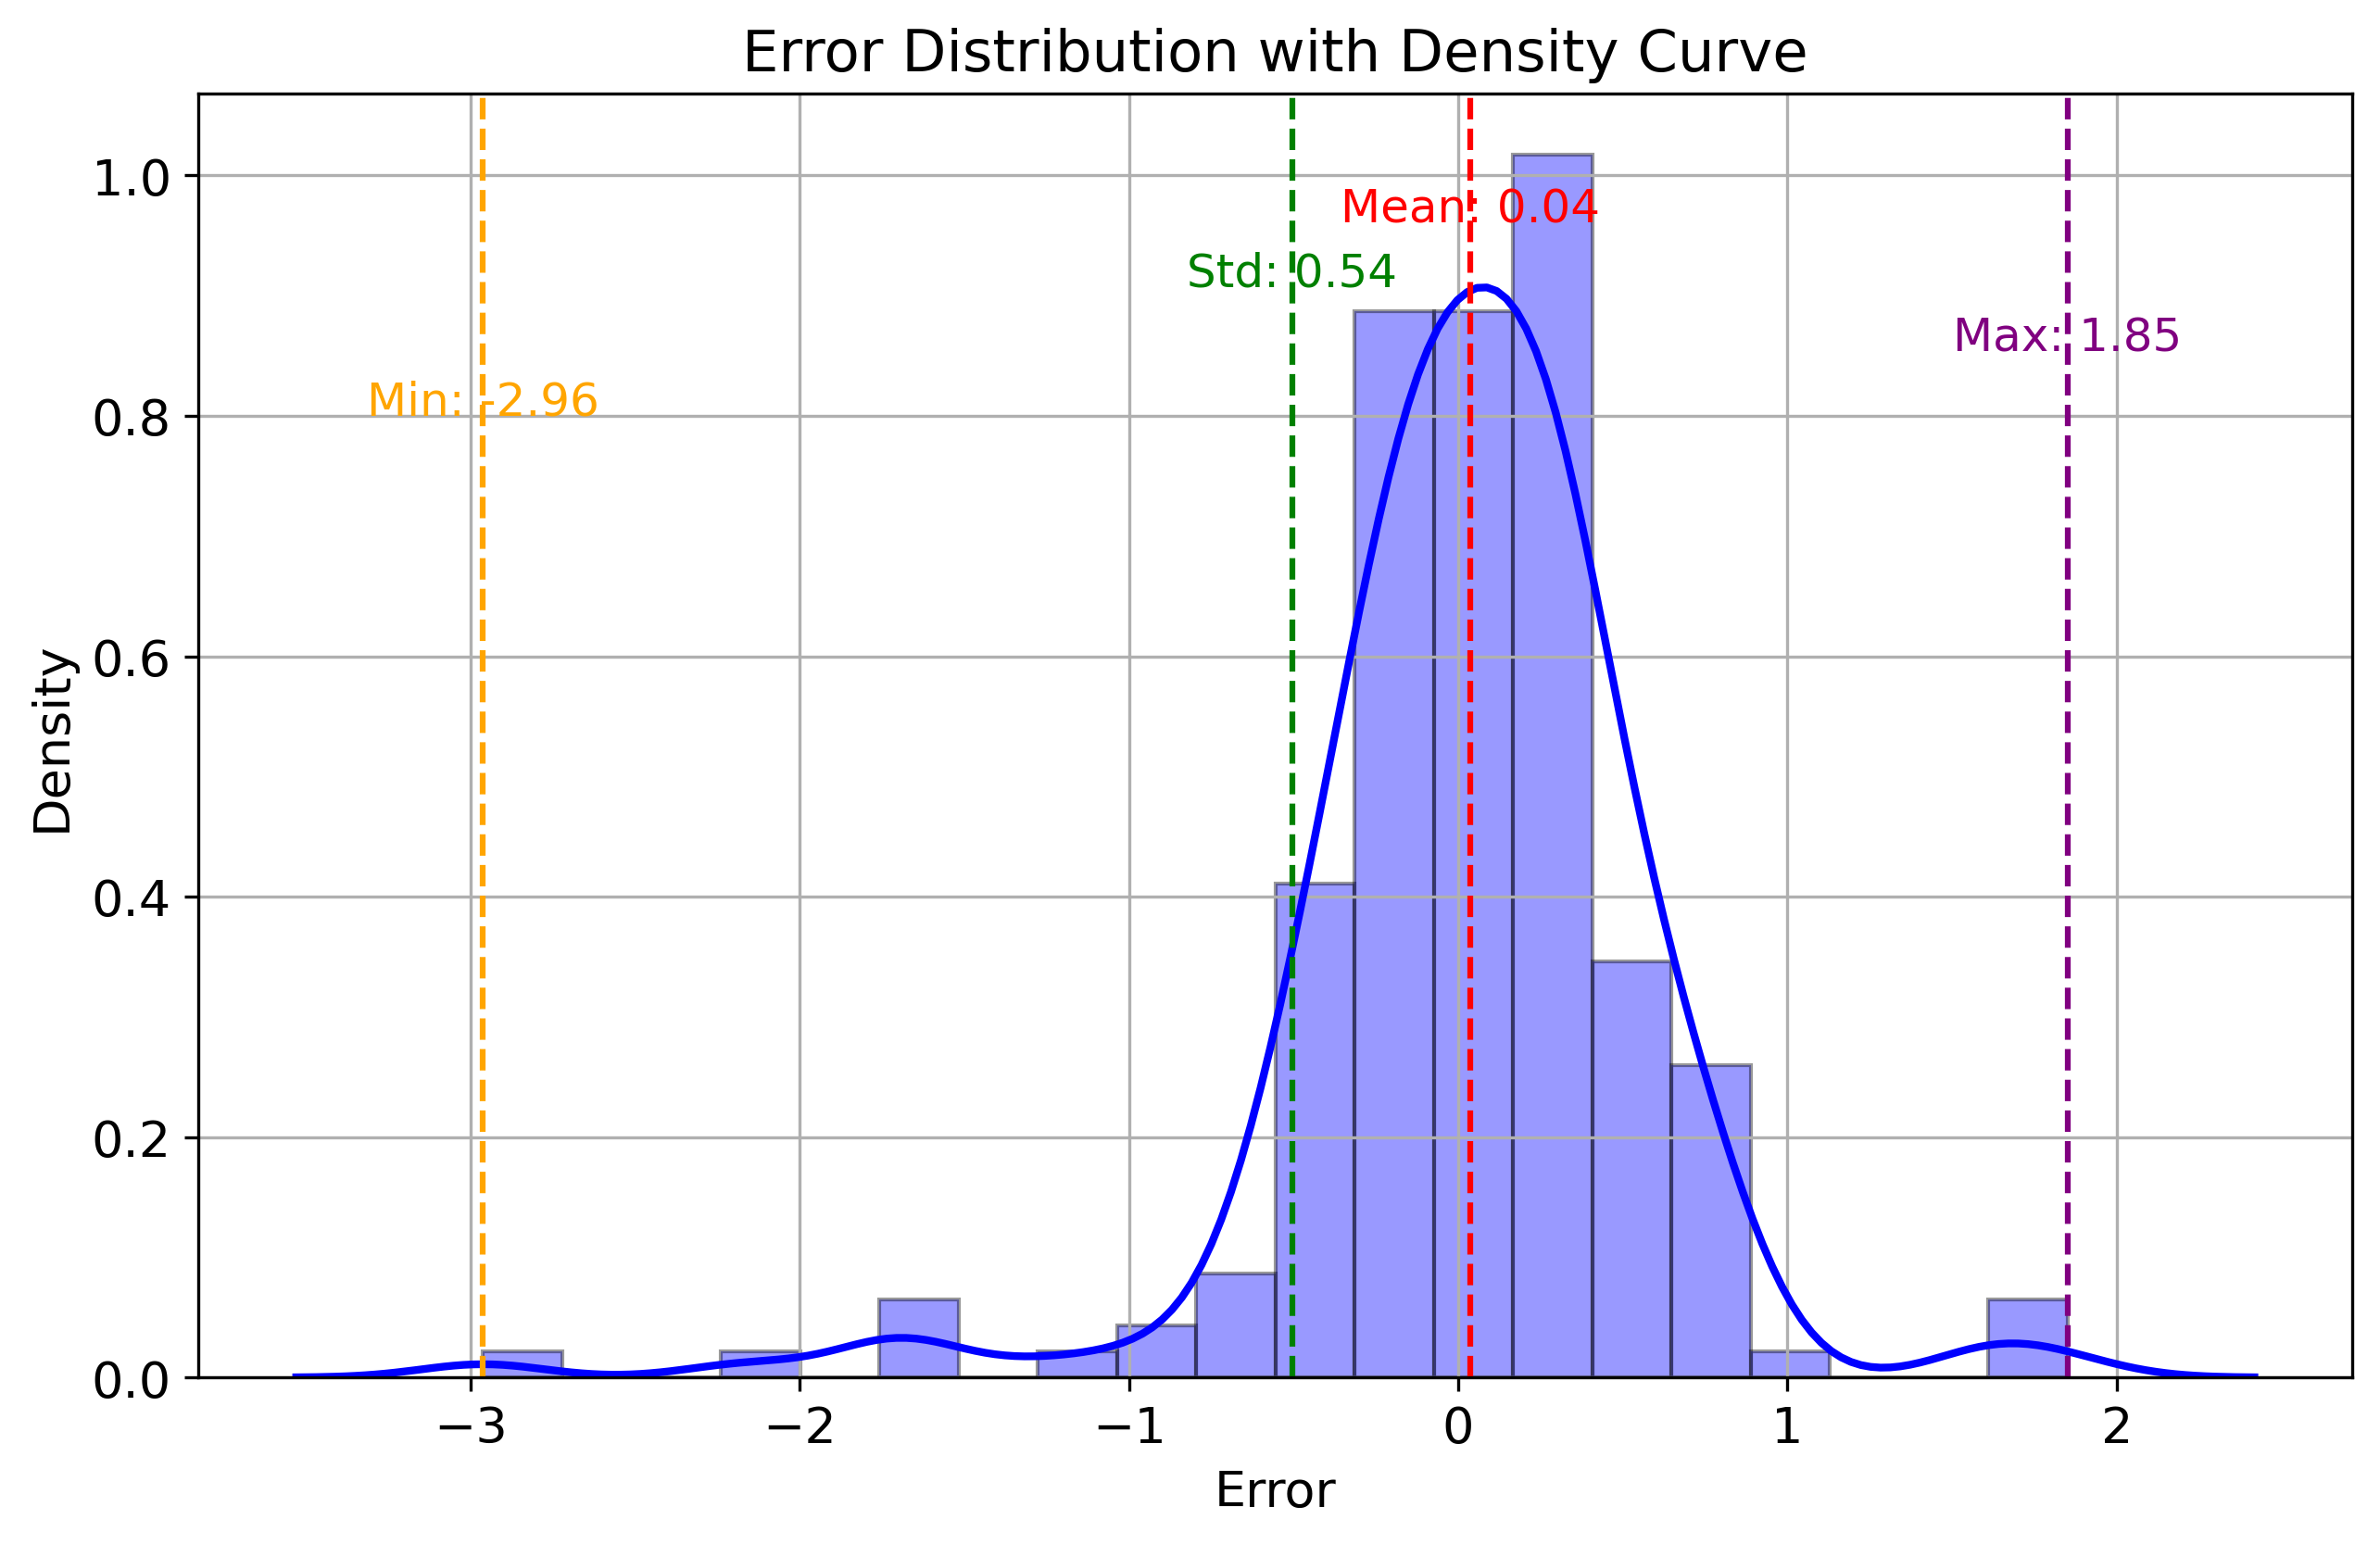 Error Distribution with Density Curve
Mean: 0.04
Std: 0.54
Max: 1.85
Min: -2.96
Density
1.0
0.8
0.6
0.4
0.2
0.0
−3 −2 −1 0 1 2
Error